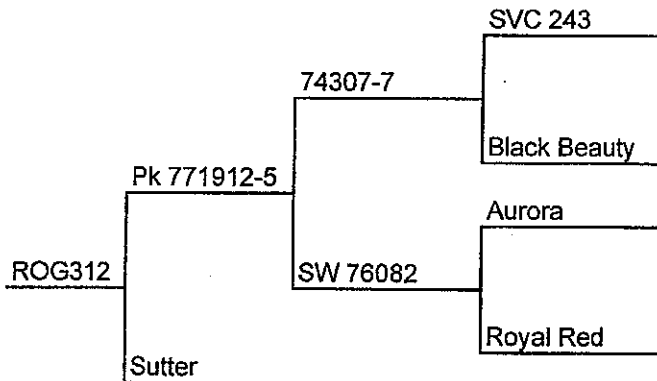 SVC 243
74307-7
Black Beauty
Pk 771912-5
Aurora
ROG312
SW 76082
Royal Red
Sutter